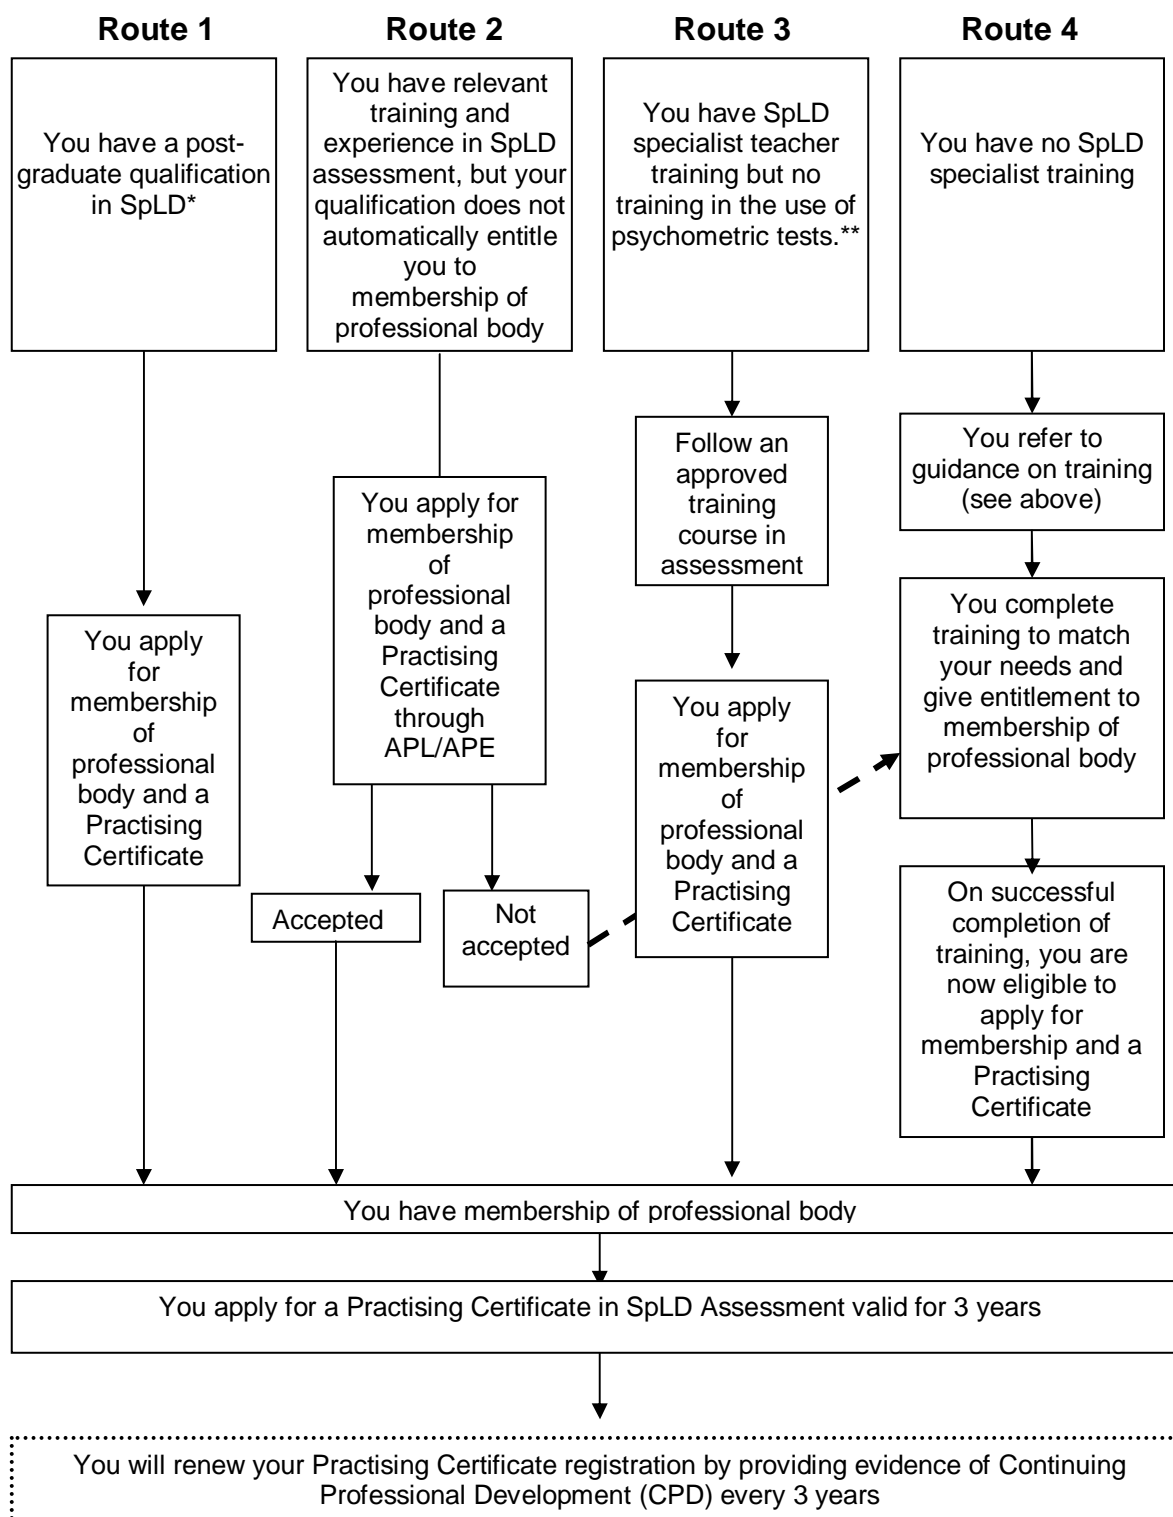 Route 1
Route 2
Route 3
Route 4
You have a post-
graduate qualification
in SpLD*
You have relevant
training and
experience in SpLD
assessment, but your
qualification does not
automatically entitle
you to
membership of
professional body
You have SpLD
specialist teacher
training but no
training in the use of
psychometric tests.**
You have no SpLD
specialist training
You apply
for
membership
of
professional
body and a
Practising
Certificate
You apply for
membership
of
professional
body and a
Practising
Certificate
through
APL/APE
Accepted
Not
accepted
Follow an
approved
training
course in
assessment
You apply
for
membership
of
professional
body and a
Practising
Certificate
You refer to
guidance on training
(see above)
You complete
training to match
your needs and
give entitlement to
membership of
professional body
On successful
completion of
training, you are
now eligible to
apply for
membership and a
Practising
Certificate
You have membership of professional body
You apply for a Practising Certificate in SpLD Assessment valid for 3 years
You will renew your Practising Certificate registration by providing evidence of Continuing
Professional Development (CPD) every 3 years